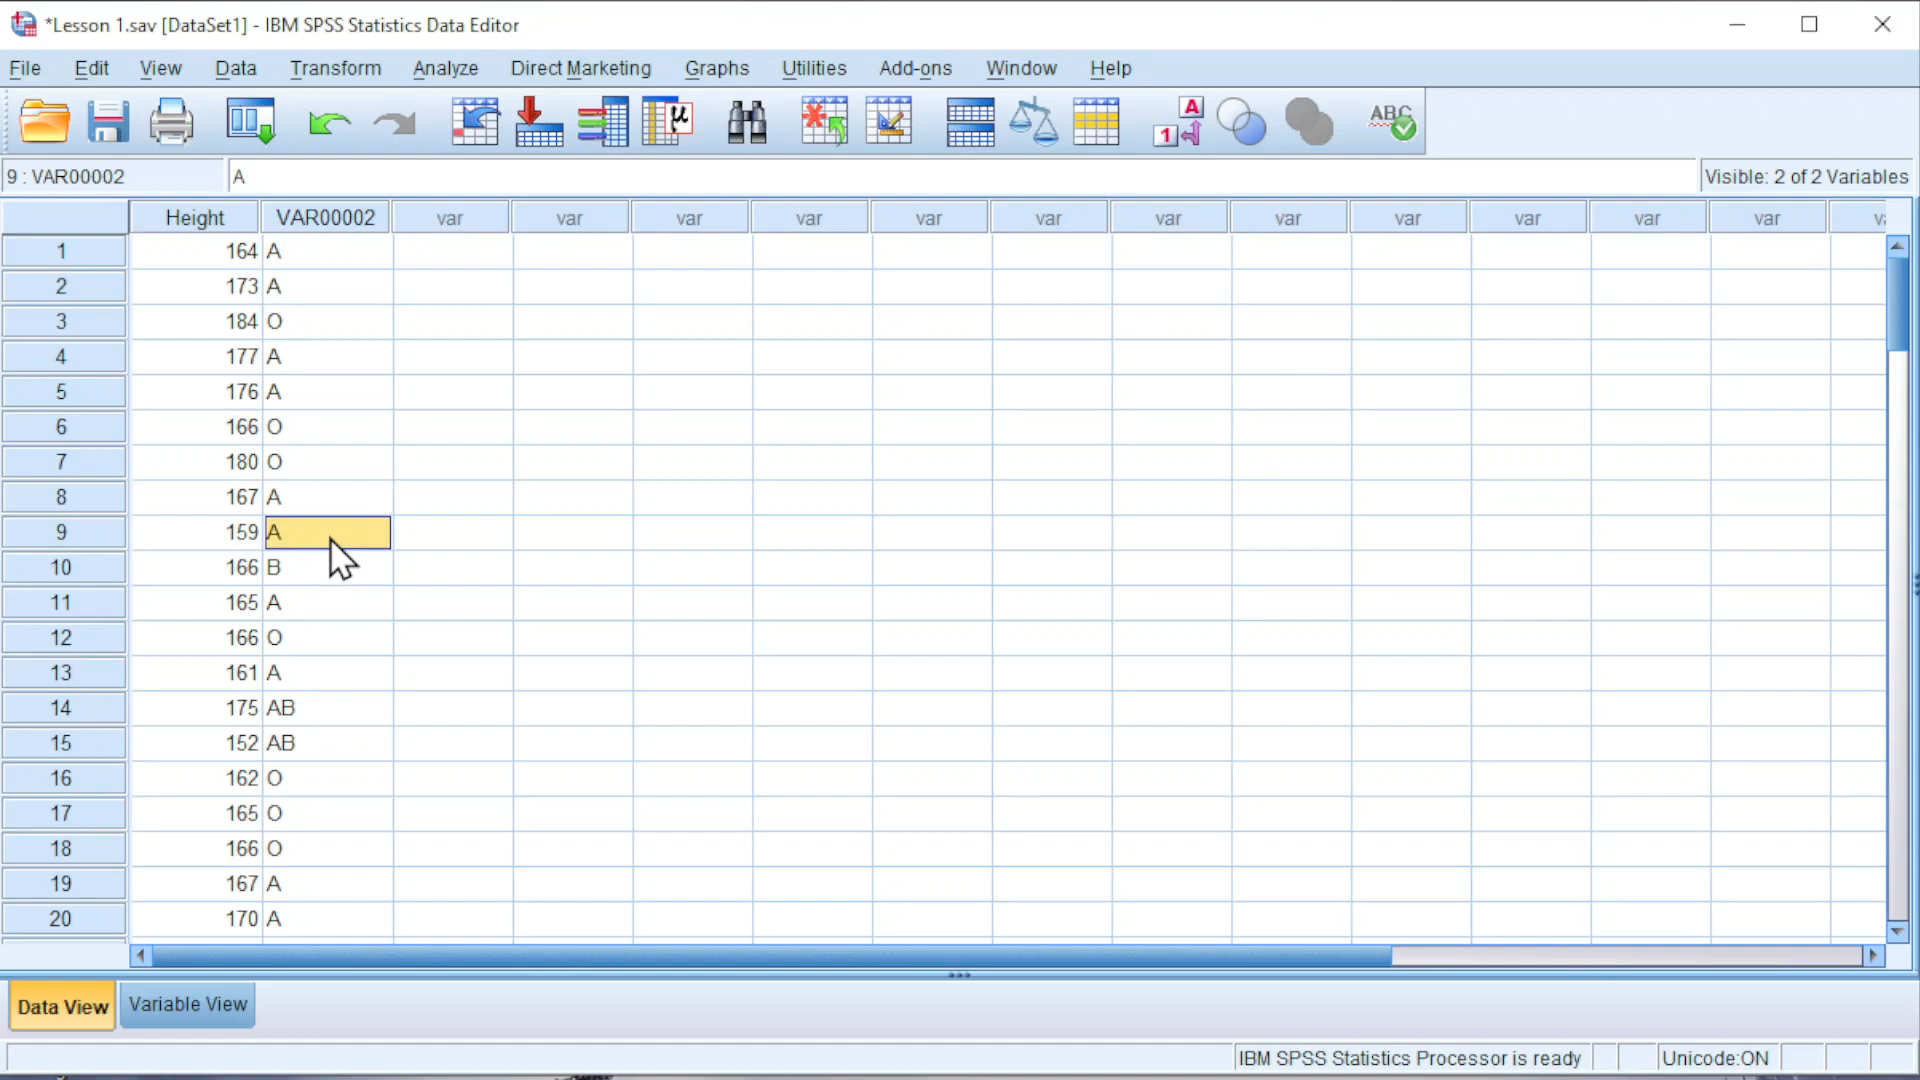 *Lesson 1.sav [DataSet1] - IBM SPSS Statistics Data Editor
File Edit View Data Transform Analyze Direct Marketing Graphs Utilities Add-ons Window Help
A
1
ABC
9 : VAR00002 A Visible: 2 of 2 Variables
Height VAR00002 var var var var var var var var var var var var
1 164 A
2 173 A
3 184 O
4 177 A
5 176 A
6 166 O
7 180 O
8 167 A
9 159 A
10 166 B
11 165 A
12 166 O
13 161 A
14 175 AB
15 152 AB
16 162 O
17 165 O
18 166 O
19 167 A
20 170 A
Data View Variable View
IBM SPSS Statistics Processor is ready Unicode:ON